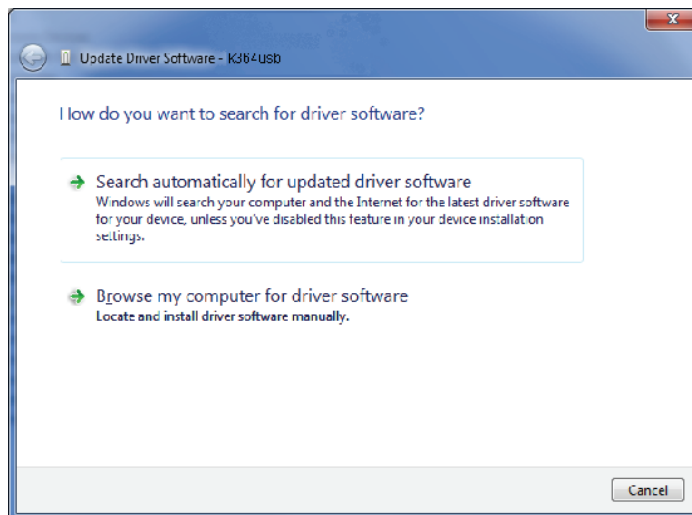 Update Driver Software - K364usb
How do you want to search for driver software?
Search automatically for updated driver software
Windows will search your computer and the Internet for the latest driver software
for your device, unless you've disabled this feature in your device installation
settings.
Browse my computer for driver software
Locate and install driver software manually.
Cancel